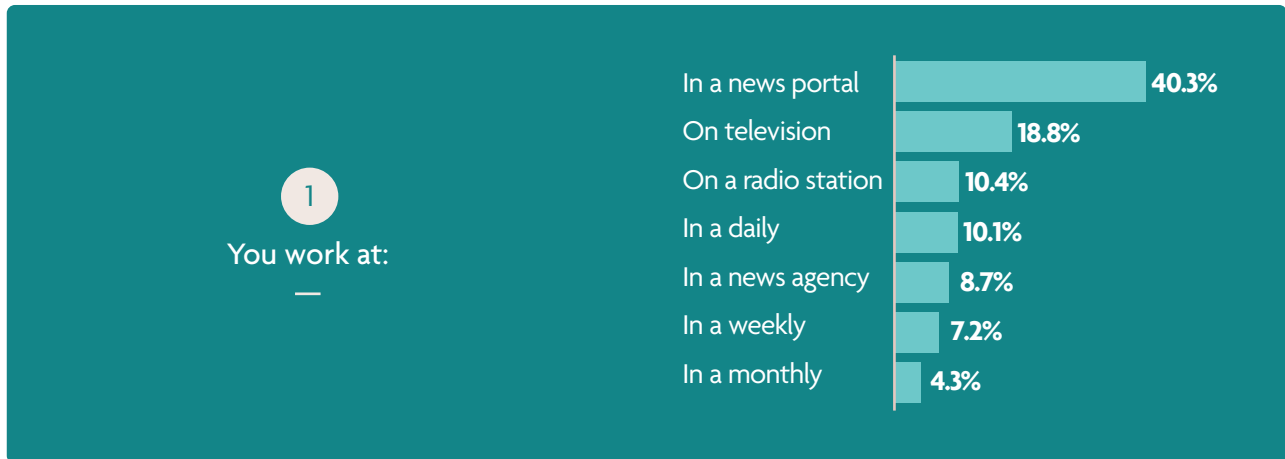 1
You work at:
In a news portal 40.3%
On television 18.8%
On a radio station 10.4%
In a daily 10.1%
In a news agency 8.7%
In a weekly 7.2%
In a monthly 4.3%